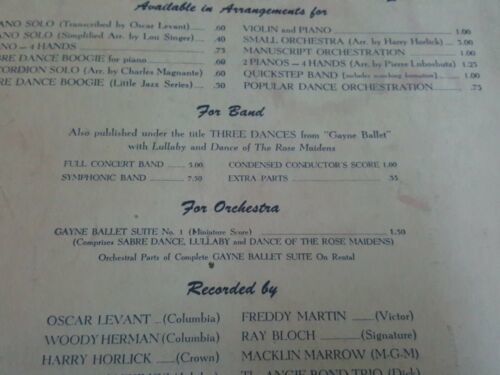 Available in Arrangements for
ANO SOLO (Transcribed by Oscar Levant) .60
ANO SOLO (Simplified Arr. by Lou Singer) .40
ANO — 4 HANDS .75
BRE DANCE BOOGIE for piano .60
CORDION SOLO (Arr. by Charles Magnante) .60
BRE DANCE BOOGIE (Little Jazz Series) .50
VIOLIN and PIANO 1.00
SMALL ORCHESTRA (Arr by Harry Horlick) 3.00
MANUSCRIPT ORCHESTRATION 1.00
2 PIANOS — 4 HANDS (Arr. by Pierre Luboshutz) 1.25
QUICKSTEP BAND [includes marching formation] 1.00
POPULAR DANCE ORCHESTRATION .75
For Band
Also published under the title THREE DANCES from "Gayne Ballet"
with Lullaby and Dance of The Rose Maidens
FULL CONCERT BAND 5.00
SYMPHONIC BAND 7.50
CONDENSED CONDUCTOR'S SCORE 1.00
EXTRA PARTS .35
For Orchestra
GAYNE BALLET SUITE No. 1 (Miniature Score) 1.50
(Comprises SABRE DANCE, LULLABY and DANCE OF THE ROSE MAIDENS)
Orchestral Parts of Complete GAYNE BALLET SUITE On Rental
Recorded by
OSCAR LEVANT (Columbia)
WOODY HERMAN (Columbia)
HARRY HORLICK (Crown)
FREDDY MARTIN (Victor)
RAY BLOCH (Signature)
MACKLIN MARROW (M-G-M)
ANGIE BOND TRIO